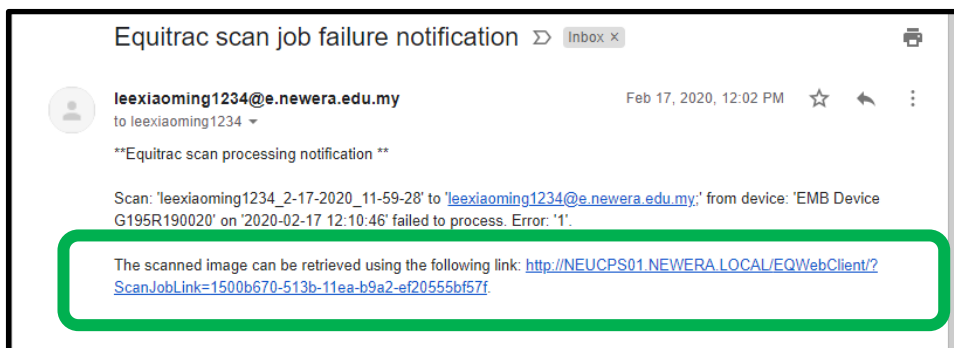 Equitrac scan job failure notification Inbox ×
leexiaoming1234@e.newera.edu.my Feb 17, 2020, 12:02 PM
to leexiaoming1234
**Equitrac scan processing notification **
Scan: 'leexiaoming1234_2-17-2020_11-59-28' to 'leexiaoming1234@e.newera.edu.my;' from device: 'EMB Device
G195R190020' on '2020-02-17 12:10:46' failed to process. Error: '1'.
The scanned image can be retrieved using the following link: http://NEUCPS01.NEWERA.LOCAL/EQWebClient/?
ScanJobLink=1500b670-513b-11ea-b9a2-ef20555bf57f.